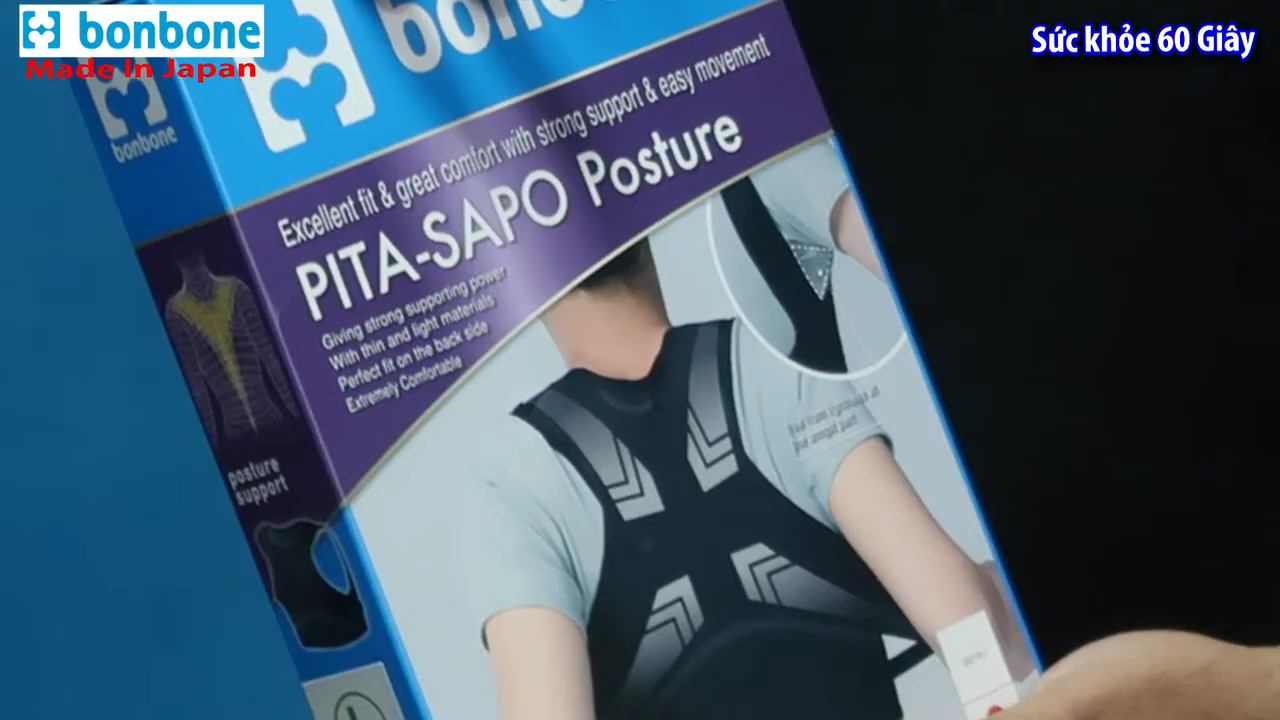 bonbone
Made In Japan
Sức khỏe 60 Giây
bonbone
bonbone
Excellent fit & great comfort with strong support & easy movement
PITA-SAPO Posture
Giving strong supporting power
With thin and light materials
Perfect fit on the back side
Extremely Comfortable
posture
support